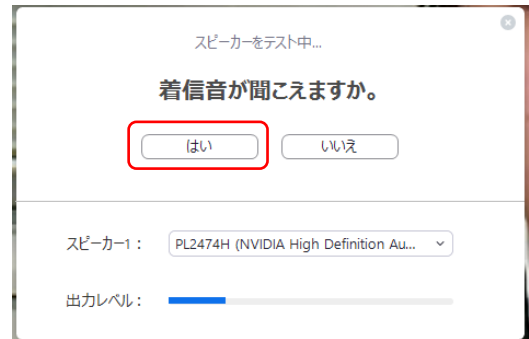 スピーカーをテスト中...
着信音が聞こえますか。
はい
いいえ
スピーカー1：
PL2474H (NVIDIA High Definition Au...
出力レベル：